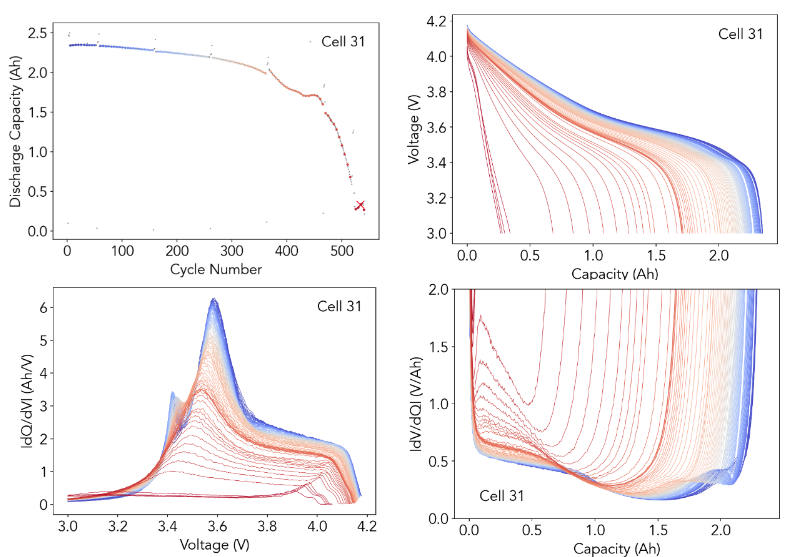 Cell 31
Discharge Capacity (Ah)
2.5
2.0
1.5
1.0
0.5
0.0
0 100 200 300 400 500
Cycle Number
Cell 31
Voltage (V)
4.2
4.0
3.8
3.6
3.4
3.2
3.0
0.0 0.5 1.0 1.5 2.0
Capacity (Ah)
Cell 31
|dQ/dV| (Ah/V)
6
5
4
3
2
1
0
3.0 3.2 3.4 3.6 3.8 4.0 4.2
Voltage (V)
|dV/dQ| (V/Ah)
2.0
1.5
1.0
0.5
0.0
Cell 31
0.0 0.5 1.0 1.5 2.0
Capacity (Ah)